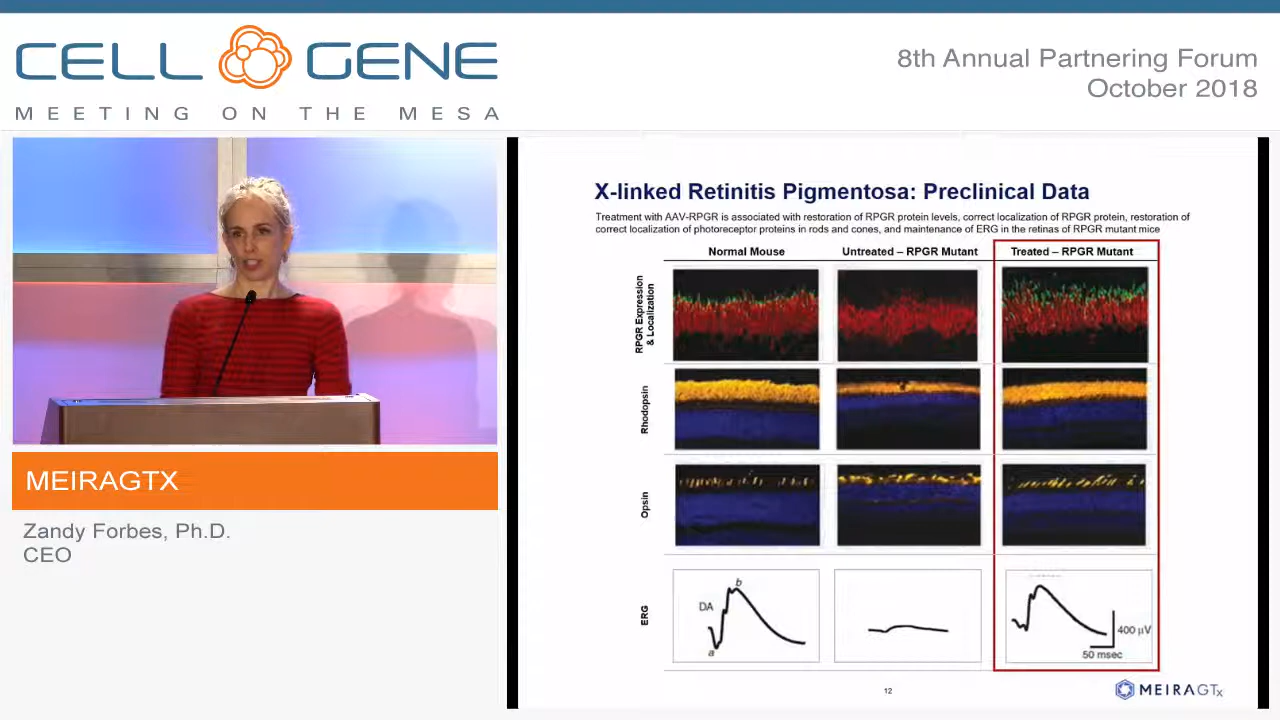 CELL GENE
MEETING ON THE MESA
8th Annual Partnering Forum
October 2018
MEIRAGTX
Zandy Forbes, Ph.D.
CEO
X-linked Retinitis Pigmentosa: Preclinical Data
Treatment with AAV-RPGR is associated with restoration of RPGR protein levels, correct localization of RPGR protein, restoration of
correct localization of photoreceptor proteins in rods and cones, and maintenance of ERG in the retinas of RPGR mutant mice
Normal Mouse
Untreated – RPGR Mutant
Treated – RPGR Mutant
RPGR Expression
& Localization
Rhodopsin
Opsin
ERG
DA
b
a
400 µV
50 msec
12
MEIRAGTx